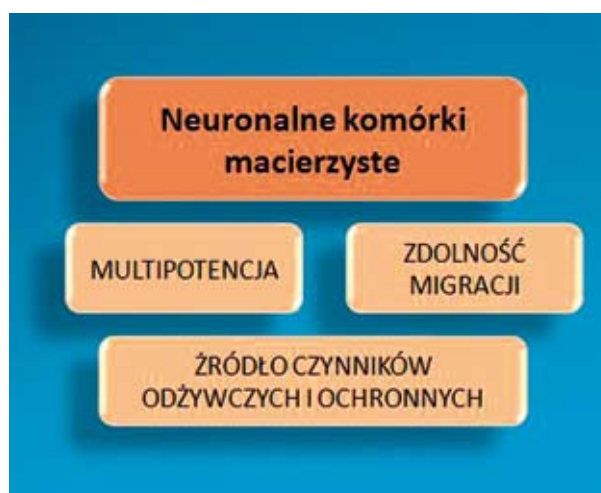 Neuronalne komórki
macierzyste
MULTIPOTENCJA
ZDOLNOŚĆ
MIGRACJI
ŹRÓDŁO CZYNNIKÓW
ODŻYWCZYCH I OCHRONNYCH